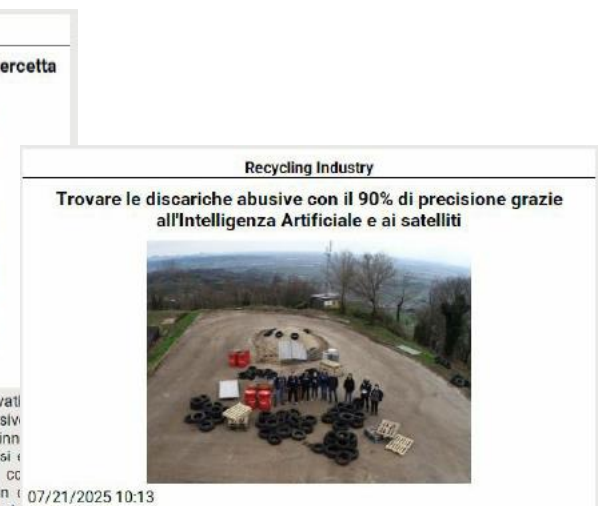 ercetta
Recycling Industry
Trovare le discariche abusive con il 90% di precisione grazie
all'Intelligenza Artificiale e ai satelliti
07/21/2025 10:13